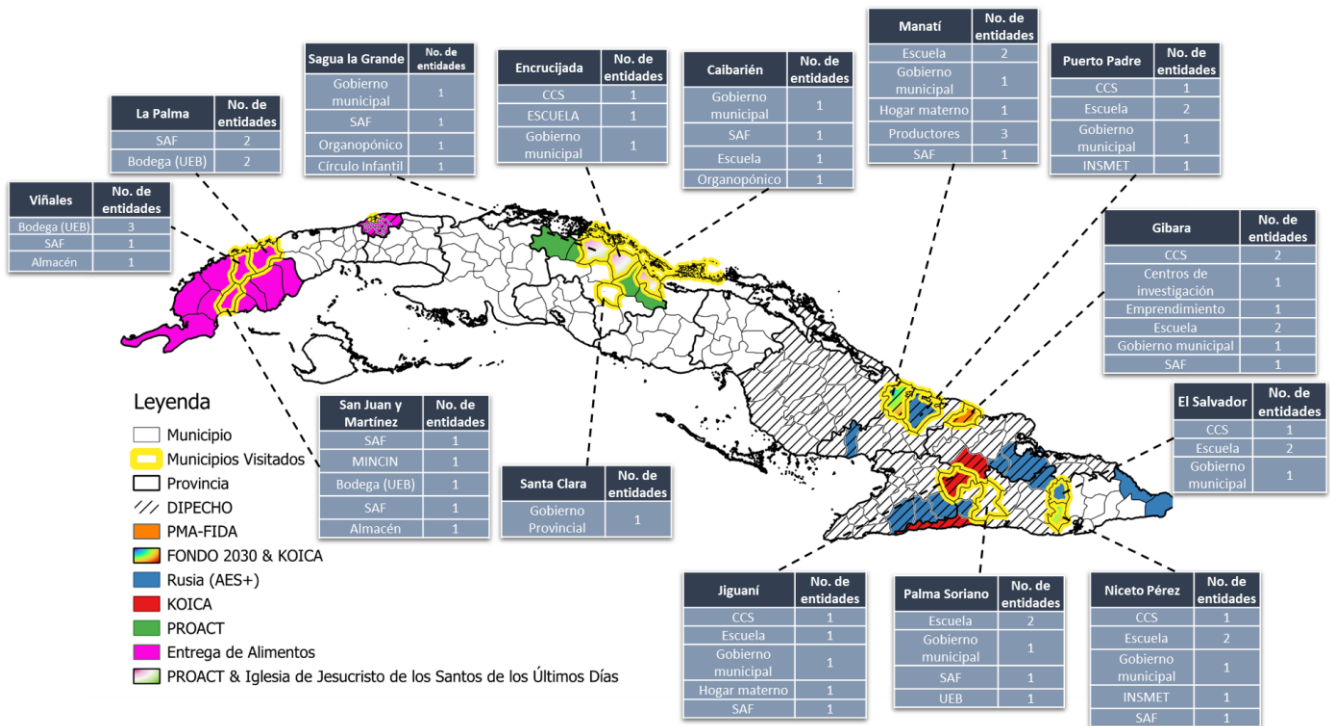 Sagua la Grande No. de entidades
Gobierno municipal 1
SAF 1
Organopónico 1
Círculo Infantil 1
Encrucijada No. de entidades
CCS 1
ESCUELA 1
Gobierno municipal 1
Caibarién No. de entidades
Gobierno municipal 1
SAF 1
Escuela 1
Organopónico 1
Manatí No. de entidades
Escuela 2
Gobierno municipal 1
Hogar materno 1
Productores 3
SAF 1
Puerto Padre No. de entidades
CCS 1
Escuela 2
Gobierno municipal 1
INSMET 1
La Palma No. de entidades
SAF 2
Bodega (UEB) 2
Viñales No. de entidades
Bodega (UEB) 3
SAF 1
Almacén 1
Gibara No. de entidades
CCS 2
Centros de investigación 1
Emprendimiento 1
Escuela 2
Gobierno municipal 1
SAF 1
El Salvador No. de entidades
CCS 1
Escuela 2
Gobierno municipal 1
Leyenda
Municipio
Municipios Visitados
Provincia
DIPECHO
PMA-FIDA
FONDO 2030 & KOICA
Rusia (AES+)
KOICA
PROACT
Entrega de Alimentos
PROACT & Iglesia de Jesucristo de los Santos de los Últimos Días
San Juan y Martínez No. de entidades
SAF 1
MINCIN 1
Bodega (UEB) 1
SAF 1
Almacén 1
Santa Clara No. de entidades
Gobierno Provincial 1
Jiguaní No. de entidades
CCS 1
Escuela 1
Gobierno municipal 1
Hogar materno 1
SAF 1
Palma Soriano No. de entidades
Escuela 2
Gobierno municipal 1
SAF 1
UEB 1
Niceto Pérez No. de entidades
CCS 1
Escuela 2
Gobierno municipal 1
INSMET 1
SAF 1